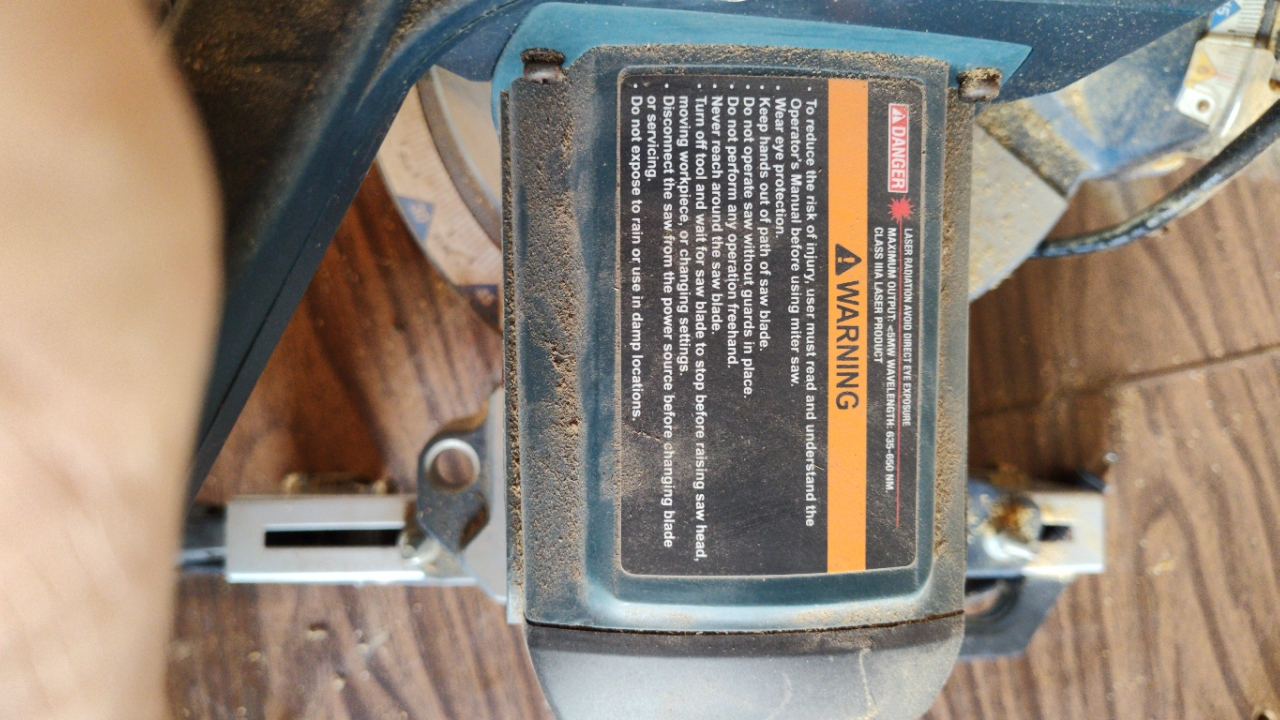 DANGER
LASER RADIATION AVOID DIRECT EYE EXPOSURE
MAXIMUM OUTPUT: <5MW WAVELENGTH: 635-650 NM.
CLASS IIIA LASER PRODUCT
WARNING
• To reduce the risk of injury, user must read and understand the
Operator's Manual before using miter saw.
• Wear eye protection.
• Keep hands out of path of saw blade.
• Do not operate saw without guards in place.
• Do not perform any operation freehand.
• Never reach around the saw blade.
• Turn off tool and wait for saw blade to stop before raising saw head,
moving workpiece, or changing settings.
• Disconnect the saw from the power source before changing blade
or servicing.
• Do not expose to rain or use in damp locations.